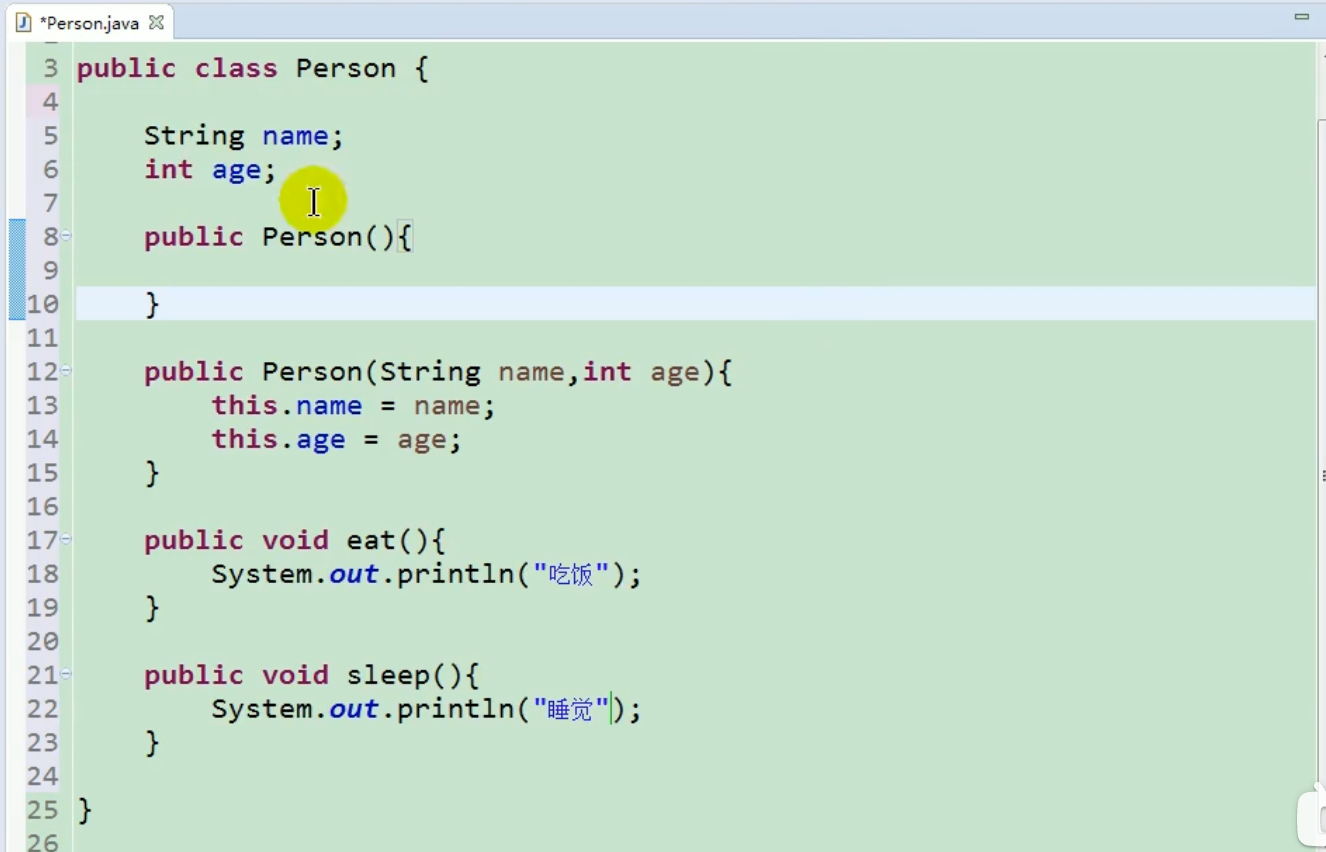 *Person.java
3 public class Person {
4
5 String name;
6 int age;
7
8 public Person(){
9
10 }
11
12 public Person(String name,int age){
13 this.name = name;
14 this.age = age;
15 }
16
17 public void eat(){
18 System.out.println("吃饭");
19 }
20
21 public void sleep(){
22 System.out.println("睡觉");
23 }
24
25 }
26